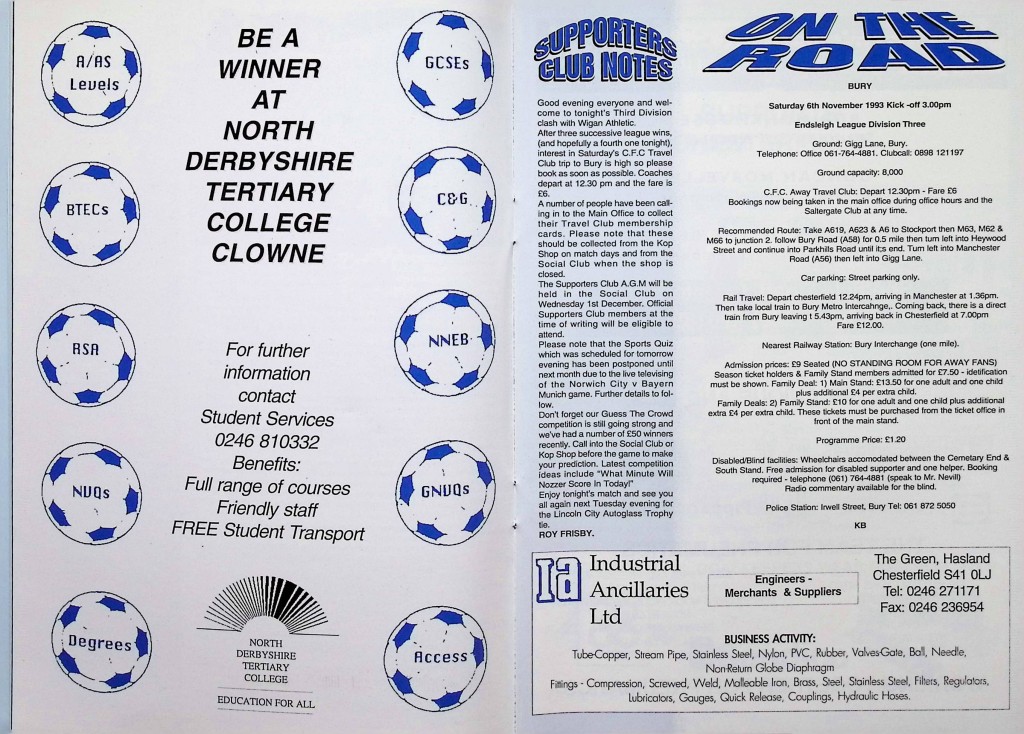 A/AS
Levels
BE A
WINNER
AT
NORTH
DERBYSHIRE
TERTIARY
COLLEGE
CLOWNE
GCSEs
BTECs
C&G
RSA
NNEB
NVQs
GNVQs
Degrees
Access
For further
information
contact
Student Services
0246 810332
Benefits:
Full range of courses
Friendly staff
FREE Student Transport
NORTH
DERBYSHIRE
TERTIARY
COLLEGE
EDUCATION FOR ALL
SUPPORTERS
CLUB NOTES
Good evening everyone and wel-
come to tonight's Third Division
clash with Wigan Athletic.
After three successive league wins,
(and hopefully a fourth one tonight),
interest in Saturday's C.F.C Travel
Club trip to Bury is high so please
book as soon as possible. Coaches
depart at 12.30 pm and the fare is
£6.
A number of people have been call-
ing in to the Main Office to collect
their Travel Club membership
cards. Please note that these
should be collected from the Kop
Shop on match days and from the
Social Club when the shop is
closed.
The Supporters Club A.G.M will be
held in the Social Club on
Wednesday 1st December. Official
Supporters Club members at the
time of writing will be eligible to
attend.
Please note that the Sports Quiz
which was scheduled for tomorrow
evening has been postponed until
next month due to the live televising
of the Norwich City v Bayern
Munich game. Further details to fol-
low.
Don't forget our Guess The Crowd
competition is still going strong and
we've had a number of £50 winners
recently. Call into the Social Club or
Kop Shop before the game to make
your prediction. Latest competition
ideas include "What Minute Will
Nozzer Score In Today!"
Enjoy tonight's match and see you
all again next Tuesday evening for
the Lincoln City Autoglass Trophy
tie.
ROY FRISBY.
ON THE
ROAD
BURY
Saturday 6th November 1993 Kick -off 3.00pm
Endsleigh League Division Three
Ground: Gigg Lane, Bury.
Telephone: Office 061-764-4881. Clubcall: 0898 121197
Ground capacity: 8,000
C.F.C. Away Travel Club: Depart 12.30pm - Fare £6
Bookings now being taken in the main office during office hours and the
Saltergate Club at any time.
Recommended Route: Take A619, A623 & A6 to Stockport then M63, M62 &
M66 to junction 2. follow Bury Road (A58) for 0.5 mile then turn left into Heywood
Street and continue into Parkhills Road until it;s end. Turn left into Manchester
Road (A56) then left into Gigg Lane.
Car parking: Street parking only.
Rail Travel: Depart chesterfield 12.24pm, arriving in Manchester at 1.36pm.
Then take local train to Bury Metro Intercahnge,. Coming back, there is a direct
train from Bury leaving t 5.43pm, arriving back in Chesterfield at 7.00pm
Fare £12.00.
Nearest Railway Station: Bury Interchange (one mile).
Admission prices: £9 Seated (NO STANDING ROOM FOR AWAY FANS)
Season ticket holders & Family Stand members admitted for £7.50 - idetification
must be shown. Family Deal: 1) Main Stand: £13.50 for one adult and one child
plus additional £4 per extra child.
Family Deals: 2) Family Stand: £10 for one adult and one child plus additional
extra £4 per extra child. These tickets must be purchased from the ticket office in
front of the main stand.
Programme Price: £1.20
Disabled/Blind facilities: Wheelchairs accomodated between the Cemetary End &
South Stand. Free admission for disabled supporter and one helper. Booking
required - telephone (061) 764-4881 (speak to Mr. Nevill)
Radio commentary available for the blind.
Police Station: Irwell Street, Bury Tel: 061 872 5050
KB
Ia
Industrial
Ancillaries
Ltd
Engineers -
Merchants & Suppliers
The Green, Hasland
Chesterfield S41 0LJ
Tel: 0246 271171
Fax: 0246 236954
BUSINESS ACTIVITY:
Tube-Copper, Stream Pipe, Stainless Steel, Nylon, PVC, Rubber, Valves-Gate, Ball, Needle,
Non-Return Globe Diaphragm
Fittings - Compression, Screwed, Weld, Malleable Iron, Brass, Steel, Stainless Steel, Filters, Regulators,
Lubricators, Gauges, Quick Release, Couplings, Hydraulic Hoses.